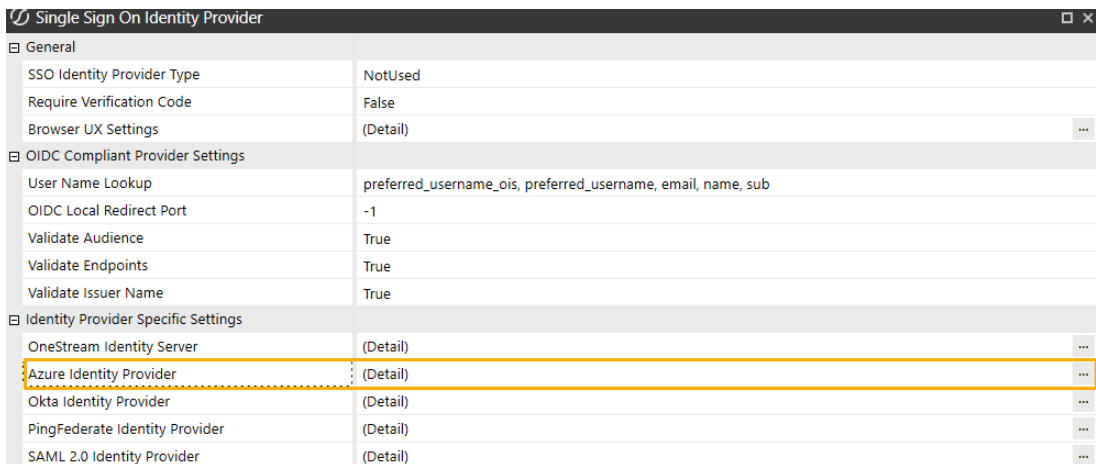 Single Sign On Identity Provider
General
SSO Identity Provider Type NotUsed
Require Verification Code False
Browser UX Settings (Detail) ...
OIDC Compliant Provider Settings
User Name Lookup preferred_username_ois, preferred_username, email, name, sub
OIDC Local Redirect Port -1
Validate Audience True
Validate Endpoints True
Validate Issuer Name True
Identity Provider Specific Settings
OneStream Identity Server (Detail) ...
Azure Identity Provider (Detail) ...
Okta Identity Provider (Detail) ...
PingFederate Identity Provider (Detail) ...
SAML 2.0 Identity Provider (Detail) ...